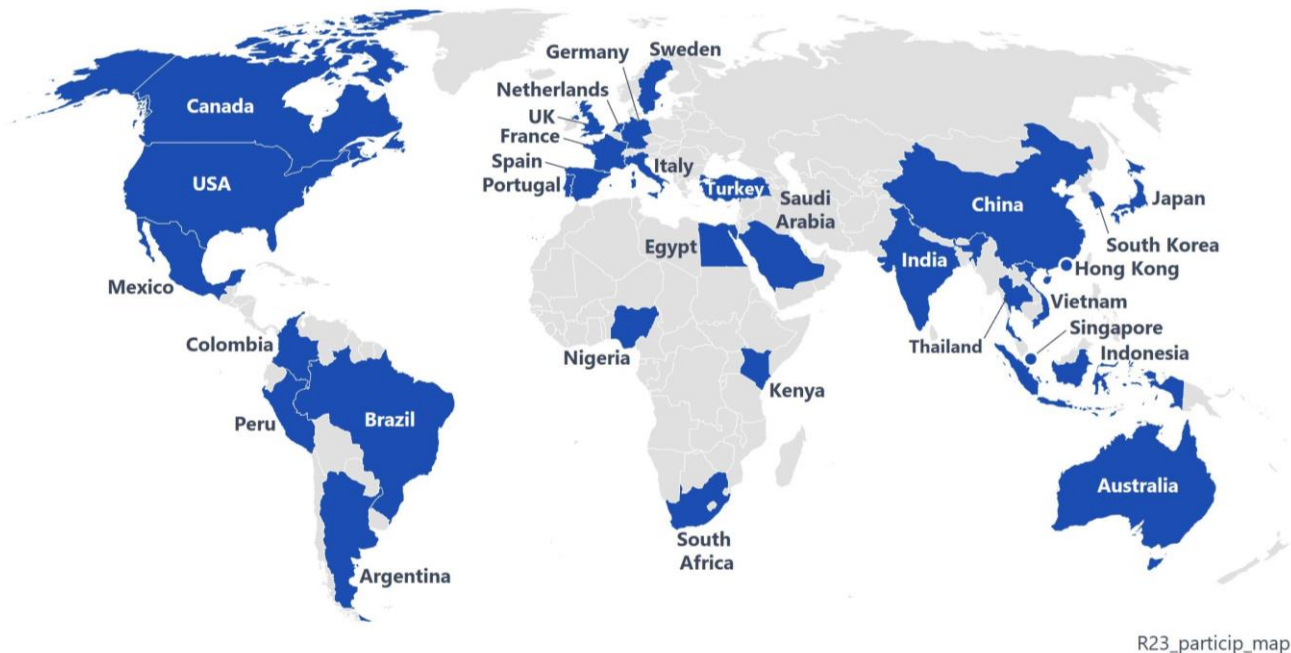 Germany
Sweden
Netherlands
UK
France
Spain
Portugal
Italy
Turkey
Canada
USA
Mexico
Colombia
Peru
Brazil
Argentina
Egypt
Saudi
Arabia
Nigeria
Kenya
South
Africa
China
India
Japan
South Korea
Hong Kong
Vietnam
Thailand
Singapore
Indonesia
Australia
R23_particip_map